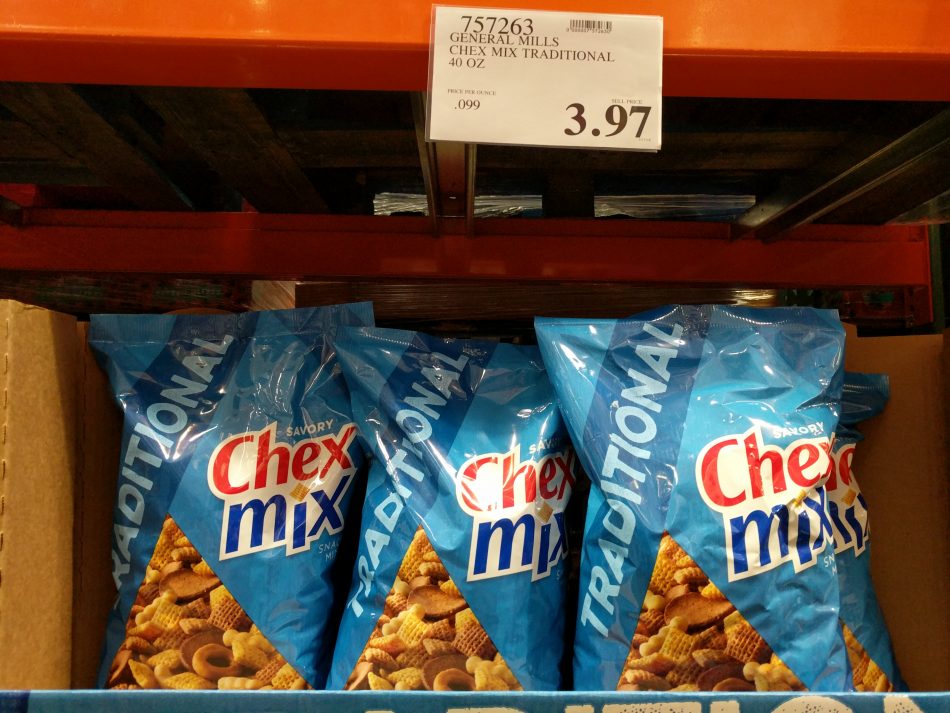 757263
GENERAL MILLS
CHEX MIX TRADITIONAL
40 OZ
PRICE PER OUNCE
.099
SELL PRICE
3.97
TRADITIONAL
SAVORY
Chex
mix
TRADITIONAL
Chex
mix
TRADITIONAL
SAVORY
Chex
mix